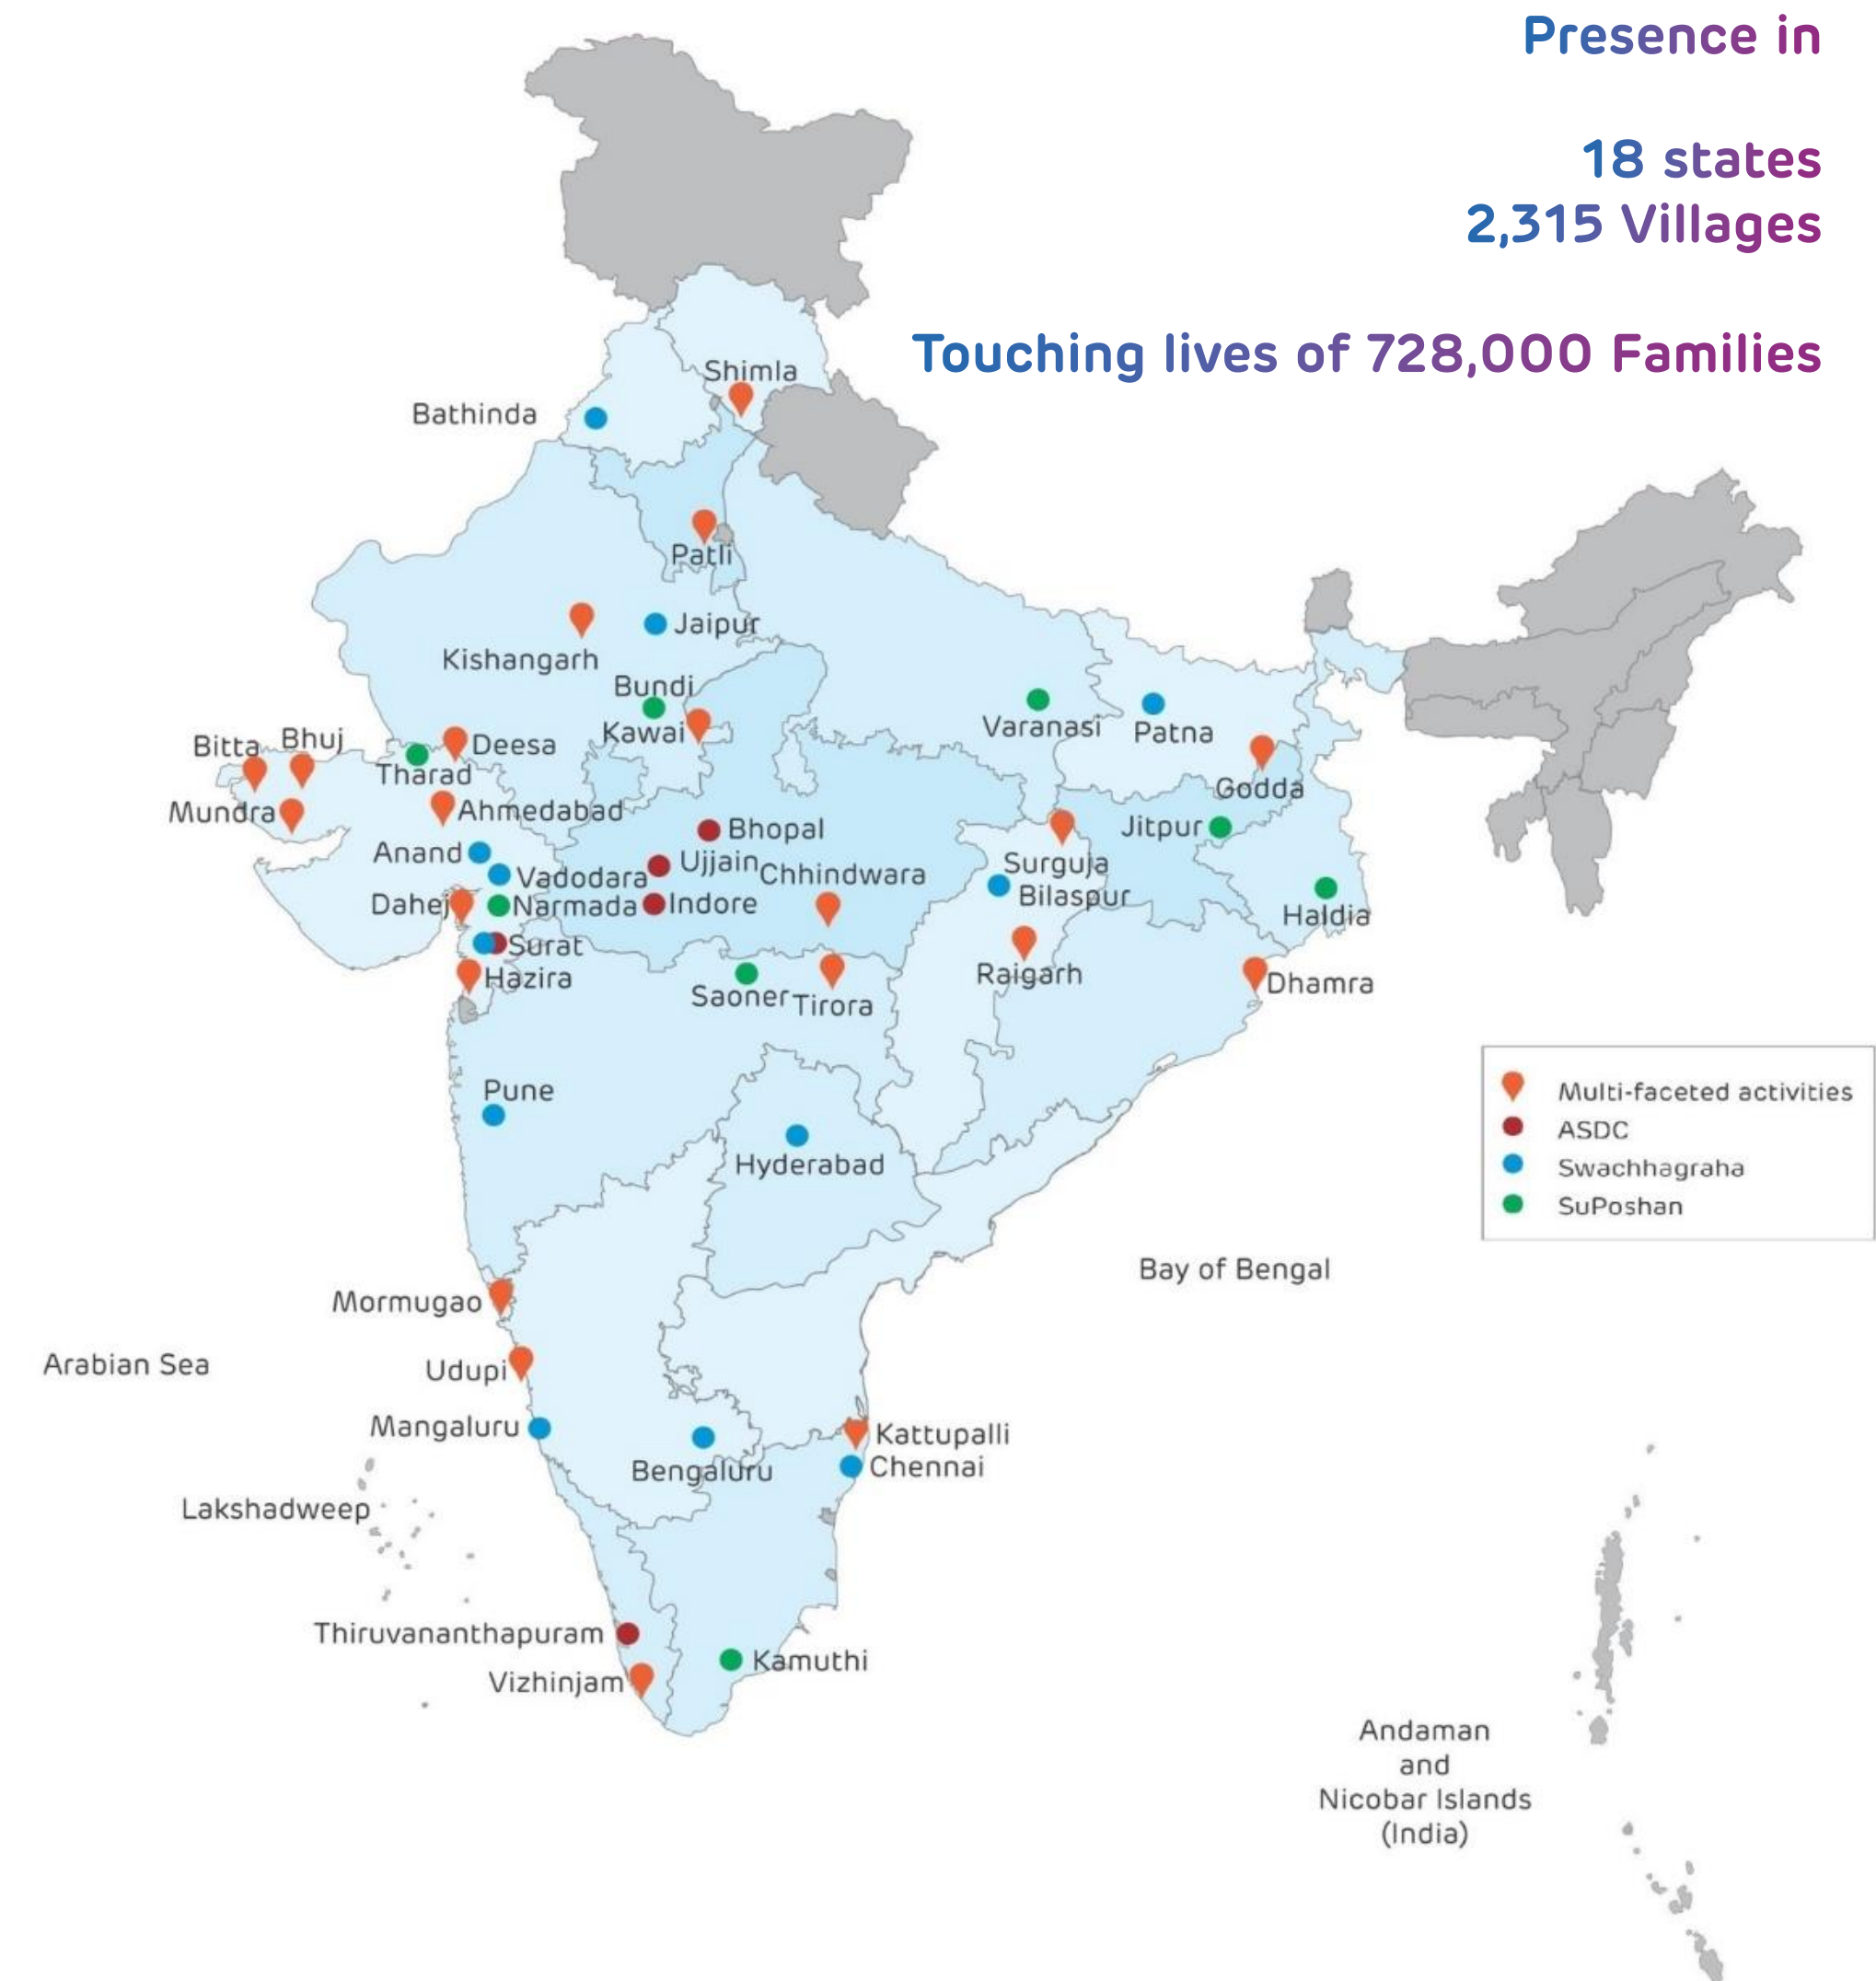 Presence in
18 states
2,315 Villages
Touching lives of 728,000 Families
Shimla
Bathinda
Patli
Jaipur
Kishangarh
Bundi
Kawai
Varanasi
Patna
Bitta
Bhuj
Deesa
Tharad
Godda
Mundra
Ahmedabad
Bhopal
Jitpur
Anand
Ujjain
Chhindwara
Surguja
Vadodara
Bilaspur
Dahej
Narmada
Indore
Haldia
Surat
Hazira
Raigarh
Dhamra
Saoner
Tirora
Pune
Hyderabad
Multi-faceted activities
ASDC
Swachhagraha
SuPoshan
Bay of Bengal
Mormugao
Arabian Sea
Udupi
Mangaluru
Kattupalli
Bengaluru
Chennai
Lakshadweep
Thiruvananthapuram
Kamuthi
Vizhinjam
Andaman
and
Nicobar Islands
(India)